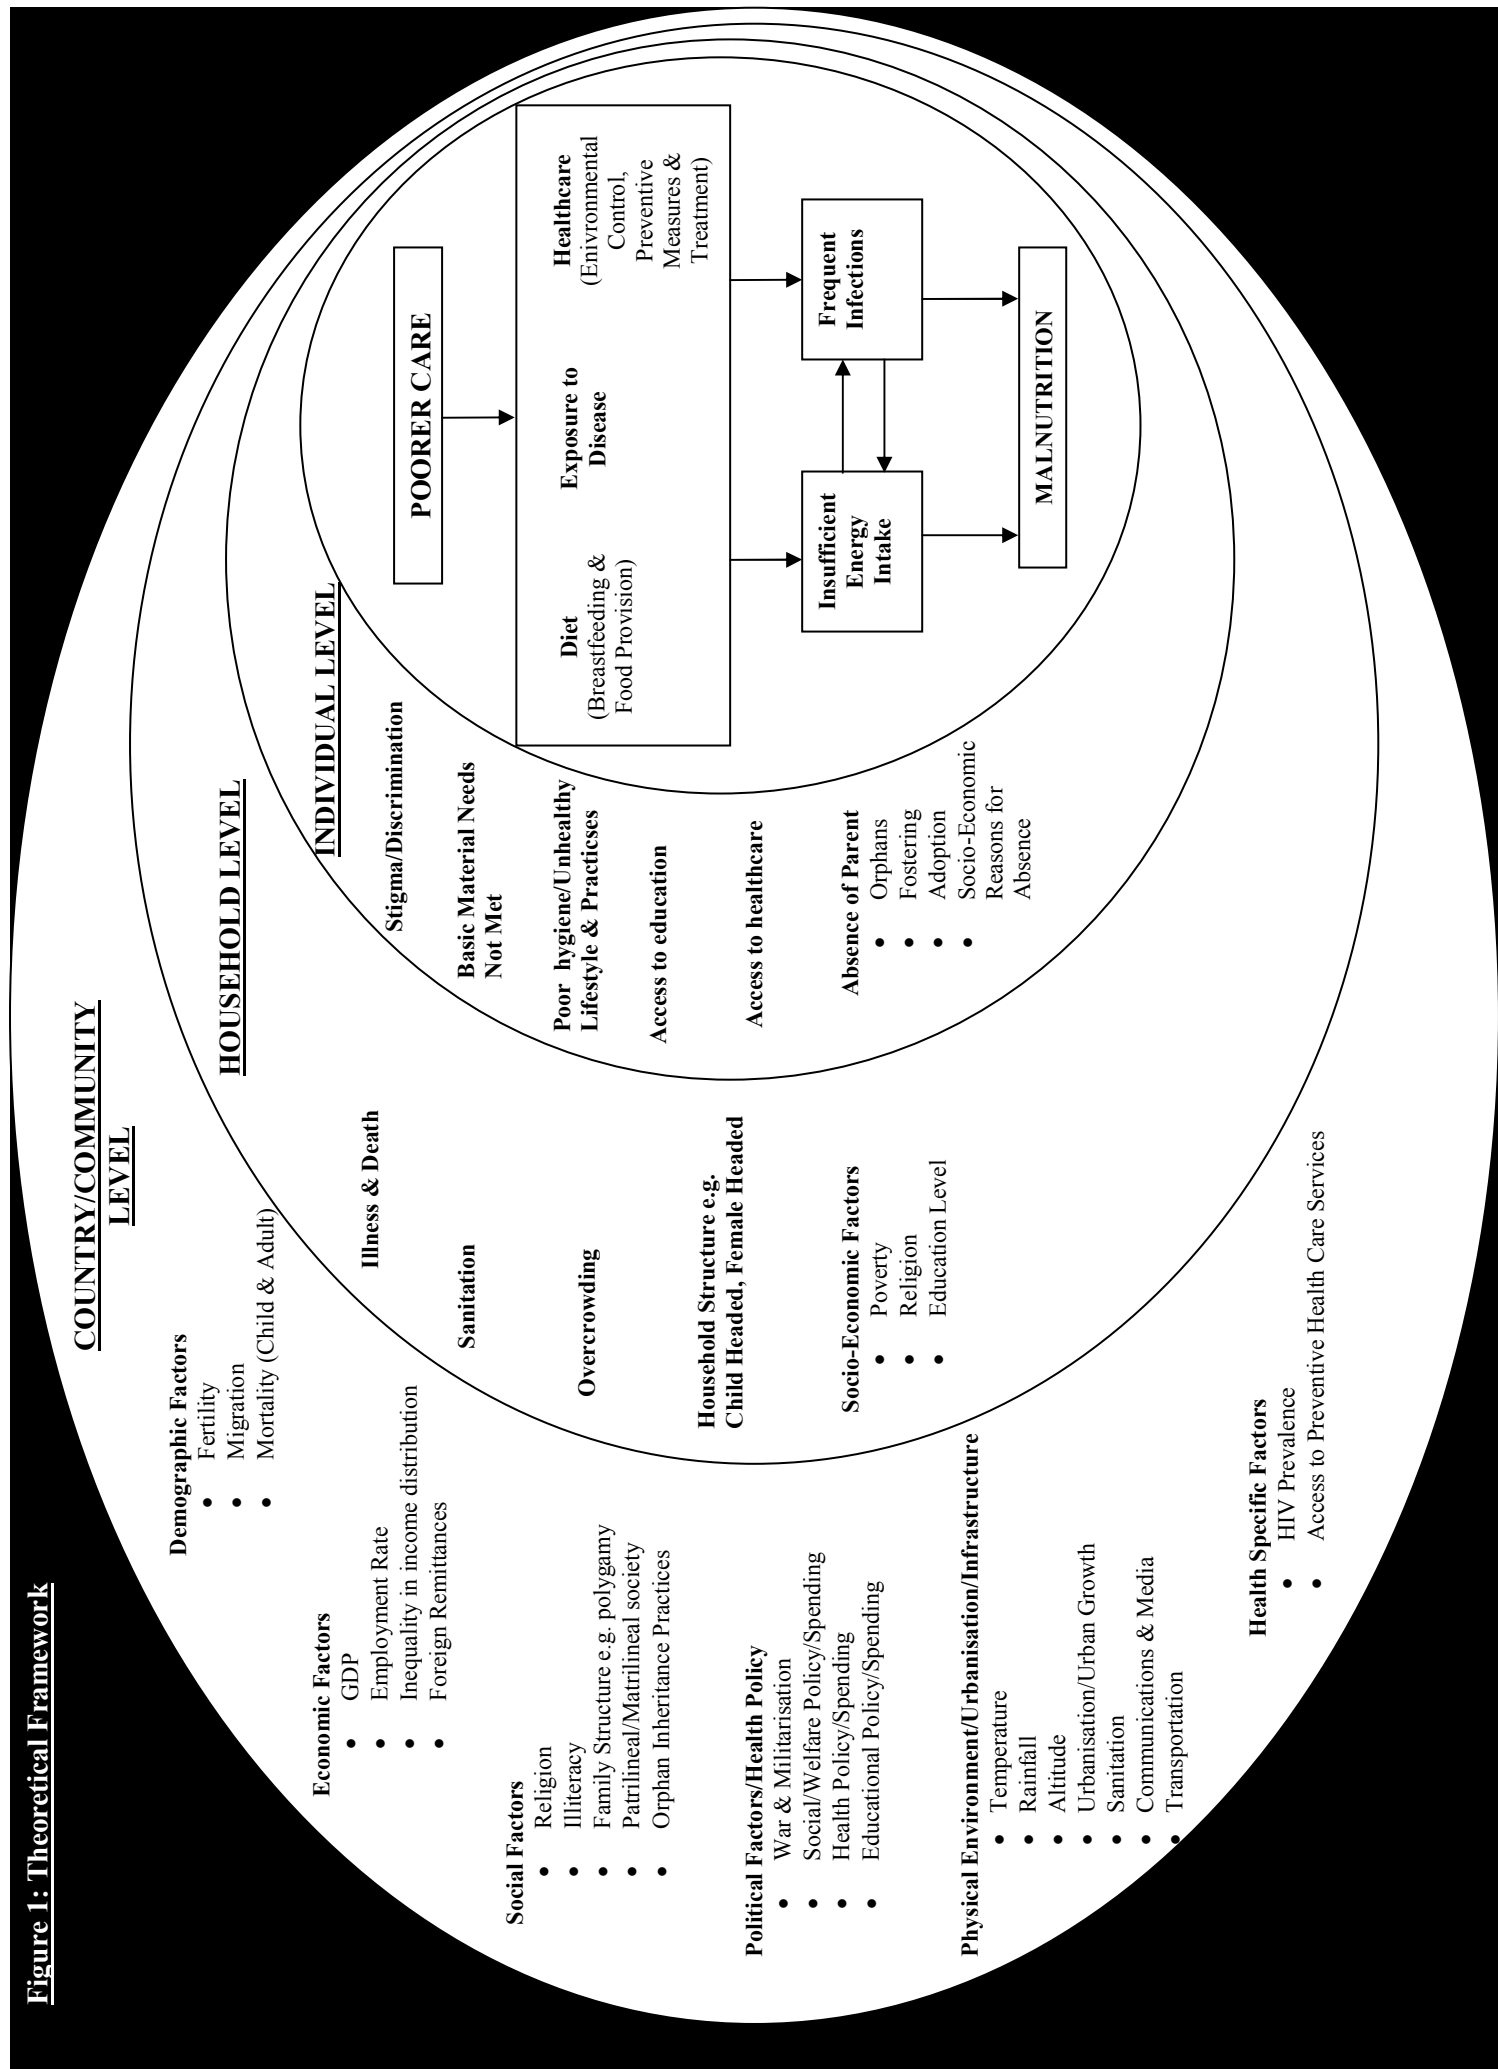 Figure 1: Theoretical Framework
COUNTRY/COMMUNITY
LEVEL
Demographic Factors
• Fertility
• Migration
• Mortality (Child & Adult)
Economic Factors
• GDP
• Employment Rate
• Inequality in income distribution
• Foreign Remittances
Social Factors
• Religion
• Illiteracy
• Family Structure e.g. polygamy
• Patrilineal/Matrilineal society
• Orphan Inheritance Practices
Political Factors/Health Policy
• War & Militarisation
• Social/Welfare Policy/Spending
• Health Policy/Spending
• Educational Policy/Spending
Physical Environment/Urbanisation/Infrastructure
• Temperature
• Rainfall
• Altitude
• Urbanisation/Urban Growth
• Sanitation
• Communications & Media
• Transportation
Health Specific Factors
• HIV Prevalence
• Access to Preventive Health Care Services
HOUSEHOLD LEVEL
Illness & Death
Sanitation
Overcrowding
Household Structure e.g.
Child Headed, Female Headed
Socio-Economic Factors
• Poverty
• Religion
• Education Level
INDIVIDUAL LEVEL
Stigma/Discrimination
Basic Material Needs
Not Met
Poor hygiene/Unhealthy
Lifestyle & Practicses
Access to education
Access to healthcare
Absence of Parent
• Orphans
• Fostering
• Adoption
• Socio-Economic
Reasons for
Absence
POORER CARE
Diet
(Breastfeeding &
Food Provision)
Exposure to
Disease
Healthcare
(Enivronmental
Control,
Preventive
Measures &
Treatment)
Insufficient
Energy
Intake
Frequent
Infections
MALNUTRITION